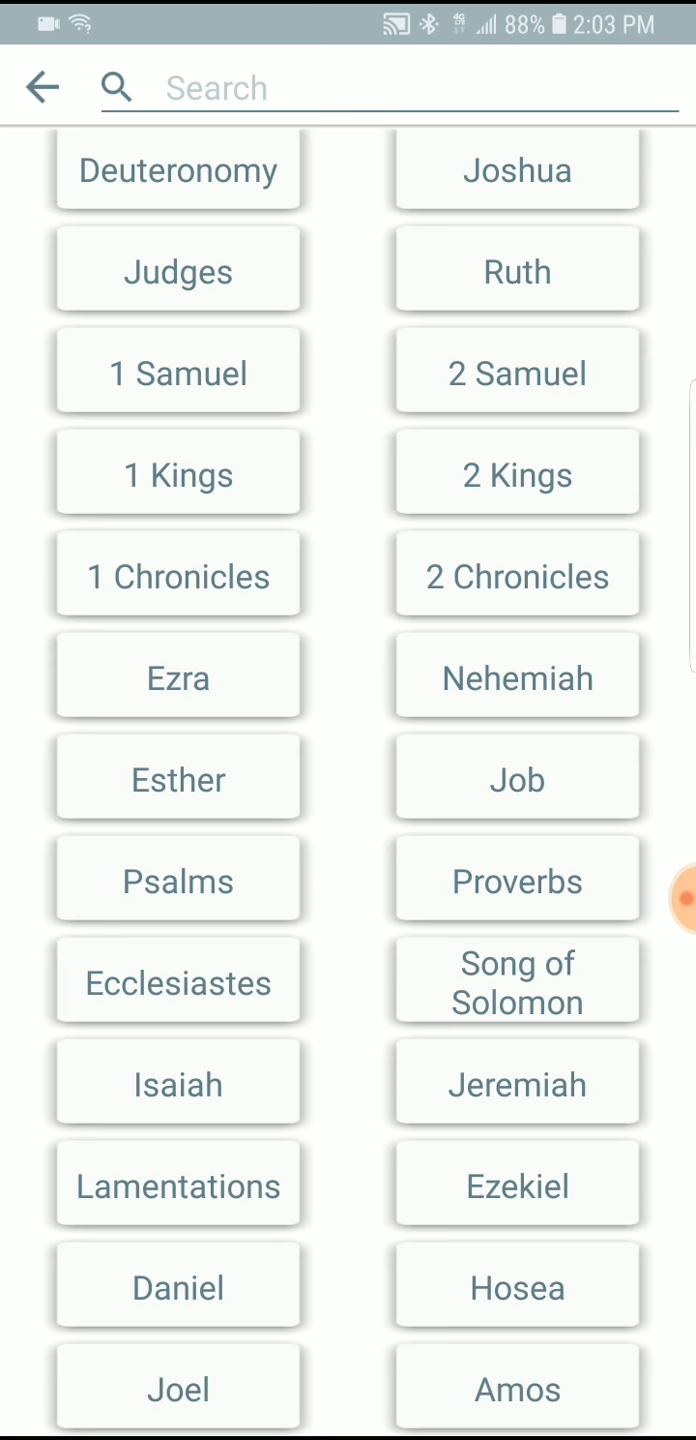 4G LTE 88% 2:03 PM
Search
Deuteronomy Joshua
Judges Ruth
1 Samuel 2 Samuel
1 Kings 2 Kings
1 Chronicles 2 Chronicles
Ezra Nehemiah
Esther Job
Psalms Proverbs
Ecclesiastes Song of
Solomon
Isaiah Jeremiah
Lamentations Ezekiel
Daniel Hosea
Joel Amos